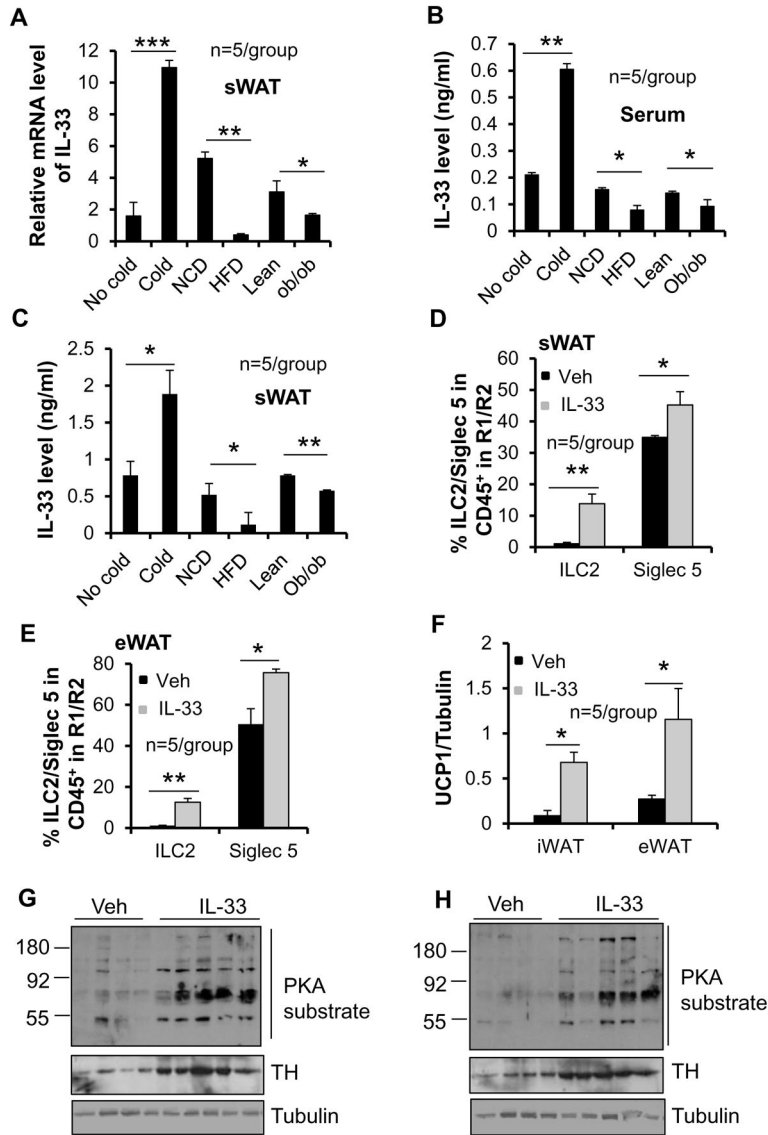 A
Relative mRNA level
of IL-33
12
10
8
6
4
2
0
***
n=5/group
sWAT
**
*
No cold
Cold
NCD
HFD
Lean
ob/ob
B
IL-33 level (ng/ml)
0.7
0.6
0.5
0.4
0.3
0.2
0.1
0
**
n=5/group
Serum
*
*
No cold
Cold
NCD
HFD
Lean
Ob/ob
C
IL-33 level (ng/ml)
2.5
2
1.5
1
0.5
0
*
n=5/group
sWAT
*
**
No cold
Cold
NCD
HFD
Lean
Ob/ob
D
sWAT
% ILC2/Siglec 5 in
CD45⁺ in R1/R2
60
50
40
30
20
10
0
Veh
IL-33
n=5/group
**
*
ILC2
Siglec 5
E
eWAT
% ILC2/Siglec 5 in
CD45⁺ in R1/R2
80
60
40
20
0
Veh
IL-33
n=5/group
**
*
ILC2
Siglec 5
F
UCP1/Tubulin
2
1.5
1
0.5
0
Veh
IL-33
n=5/group
*
*
iWAT
eWAT
G
Veh
IL-33
180
92
55
PKA
substrate
TH
Tubulin
H
Veh
IL-33
180
92
55
PKA
substrate
TH
Tubulin